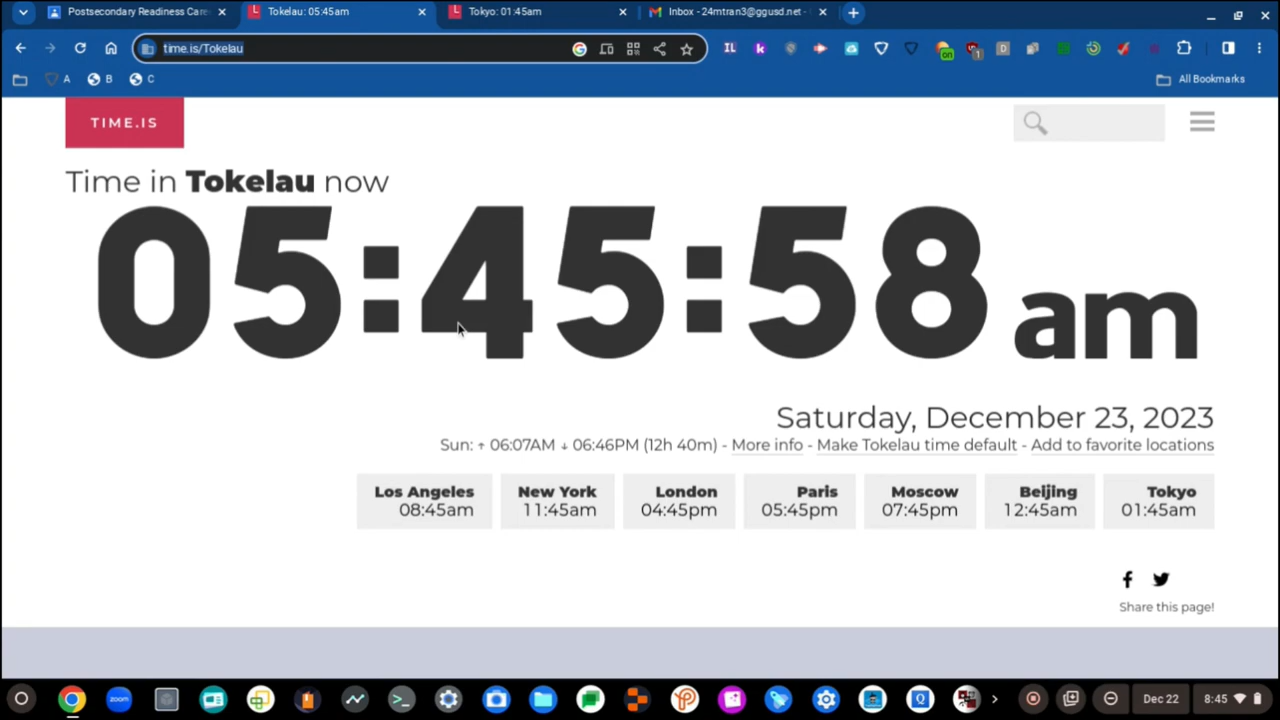 Postsecondary Readiness Care
Tokelau: 05:45am
Tokyo: 01:45am
Inbox - 24mtran3@ggusd.net -
time.is/Tokelau
IL
k
on
1
D
A
B
C
All Bookmarks
TIME.IS
Time in Tokelau now
05:45:58 am
Saturday, December 23, 2023
Sun: ↑ 06:07AM ↓ 06:46PM (12h 40m) - More info - Make Tokelau time default - Add to favorite locations
Los Angeles
08:45am
New York
11:45am
London
04:45pm
Paris
05:45pm
Moscow
07:45pm
Beijing
12:45am
Tokyo
01:45am
Share this page!
zoom
Q
Dec 22
8:45